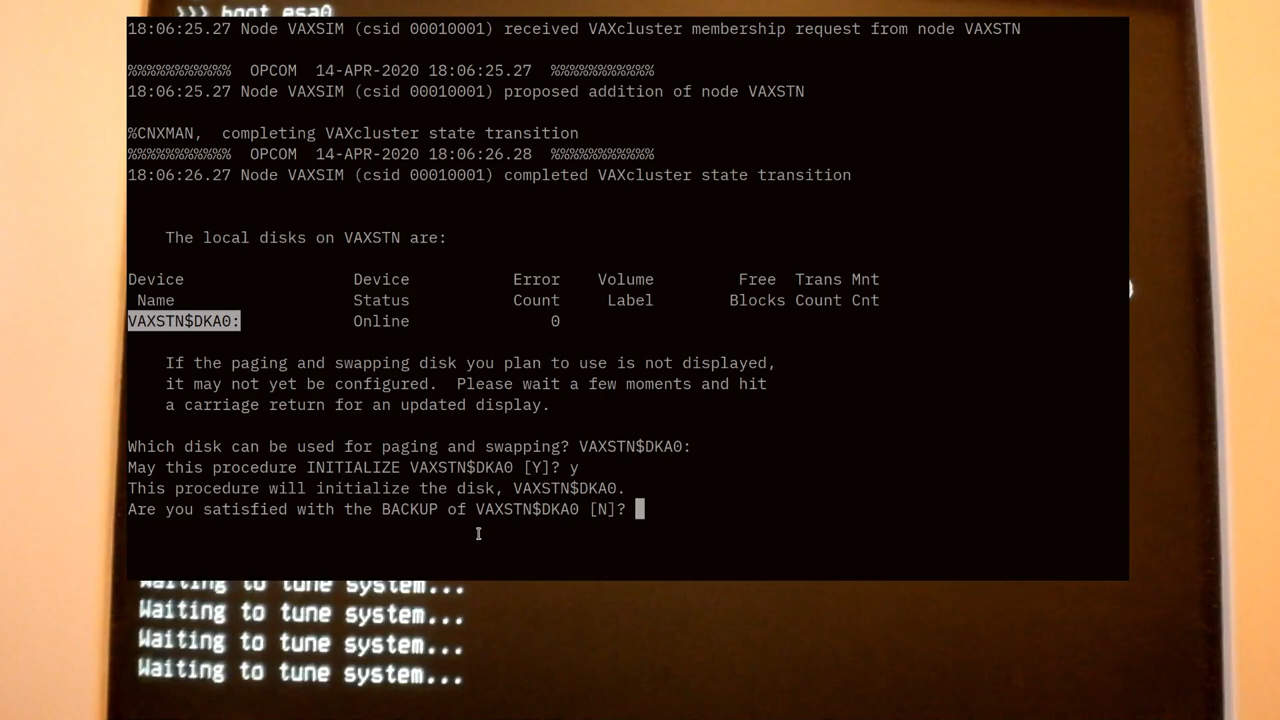 >>> boot esa0
18:06:25.27 Node VAXSIM (csid 00010001) received VAXcluster membership request from node VAXSTN
%%%%%%%%%%% OPCOM 14-APR-2020 18:06:25.27 %%%%%%%%%%%
18:06:25.27 Node VAXSIM (csid 00010001) proposed addition of node VAXSTN
%CNXMAN, completing VAXcluster state transition
%%%%%%%%%%% OPCOM 14-APR-2020 18:06:26.28 %%%%%%%%%%%
18:06:26.27 Node VAXSIM (csid 00010001) completed VAXcluster state transition
The local disks on VAXSTN are:
Device Device Error Volume Free Trans Mnt
Name Status Count Label Blocks Count Cnt
VAXSTN$DKA0: Online 0
If the paging and swapping disk you plan to use is not displayed,
it may not yet be configured. Please wait a few moments and hit
a carriage return for an updated display.
Which disk can be used for paging and swapping? VAXSTN$DKA0:
May this procedure INITIALIZE VAXSTN$DKA0 [Y]? y
This procedure will initialize the disk, VAXSTN$DKA0.
Are you satisfied with the BACKUP of VAXSTN$DKA0 [N]?
Waiting to tune system...
Waiting to tune system...
Waiting to tune system...
Waiting to tune system...